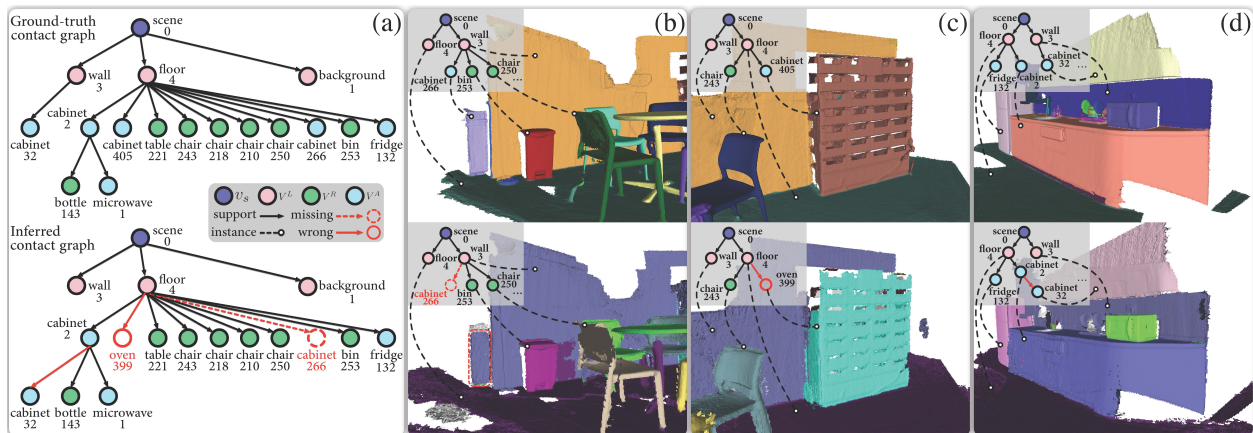 Ground-truth
contact graph
scene
0
(a)
wall
3
floor
4
background
1
cabinet
2
cabinet
32
cabinet
405
table
221
chair
243
chair
218
chair
210
chair
250
cabinet
266
bin
253
fridge
132
bottle
143
microwave
1
v_s V^L V^R V^A
support missing
instance wrong
Inferred
contact graph
scene
0
wall
3
floor
4
background
1
cabinet
2
oven
399
table
221
chair
243
chair
218
chair
210
chair
250
cabinet
266
bin
253
fridge
132
cabinet
32
bottle
143
microwave
1
(b)
scene
0
floor
4
wall
3
cabinet
266
bin
253
chair
250
...
scene
0
floor
4
wall
3
cabinet
266
bin
253
chair
250
...
(c)
scene
0
wall
3
floor
4
chair
243
cabinet
405
scene
0
wall
3
floor
4
chair
243
oven
399
(d)
scene
0
floor
4
wall
3
fridge
132
cabinet
2
cabinet
32
...
scene
0
floor
4
wall
3
cabinet
2
fridge
132
cabinet
32
...